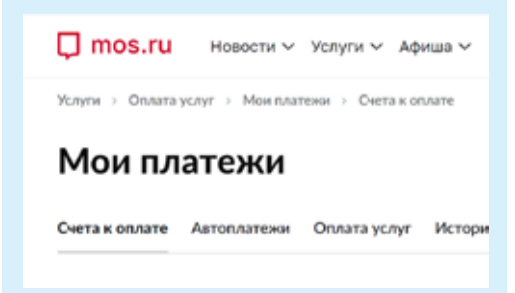 mos.ru Новости Услуги Афиша
Услуги > Оплата услуг > Мои платежи > Счета к оплате
Мои платежи
Счета к оплате Автоплатежи Оплата услуг Истори